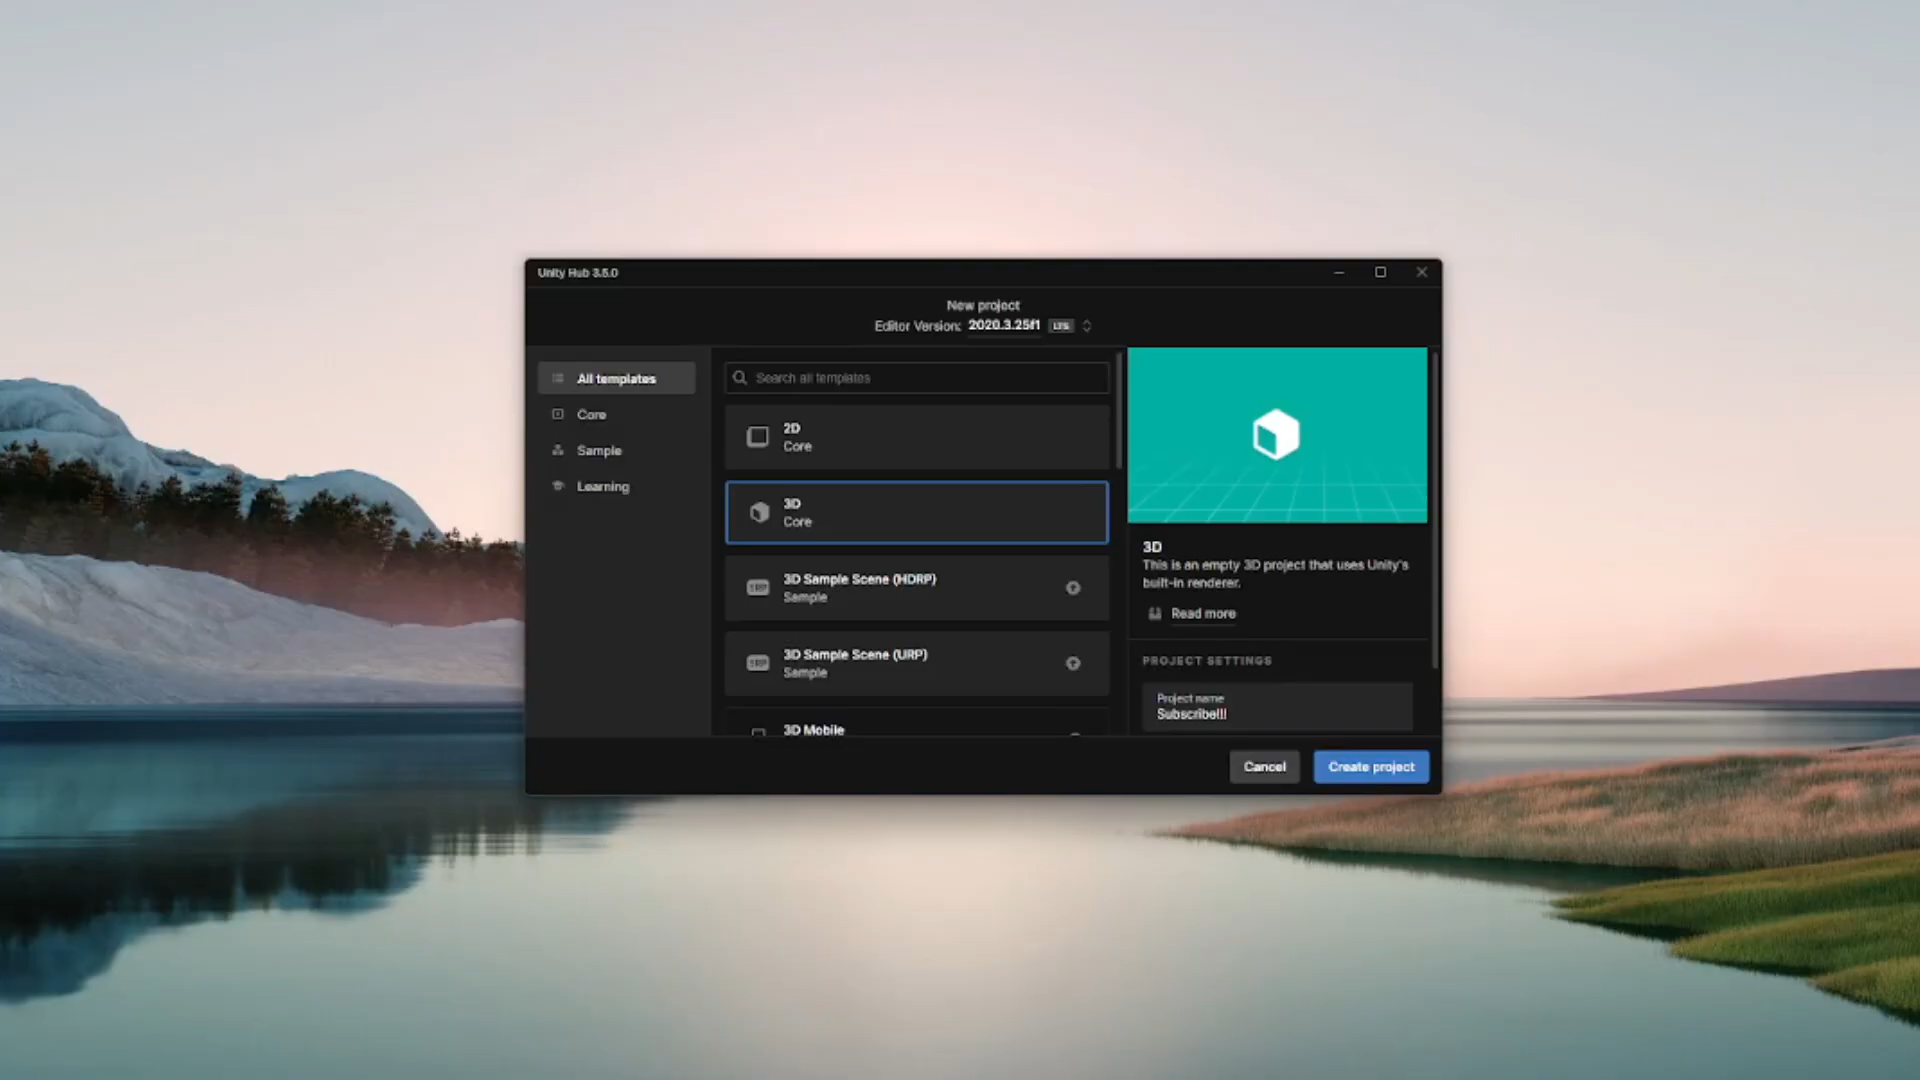 Unity Hub 3.5.0
New project
Editor Version: 2020.3.25f1 LTS
All templates
Core
Sample
Learning
Search all templates
2D
Core
3D
Core
SRP
3D Sample Scene (HDRP)
Sample
SRP
3D Sample Scene (URP)
Sample
3D Mobile
3D
This is an empty 3D project that uses Unity's
built-in renderer.
Read more
PROJECT SETTINGS
Project name
Subscribe!!!
Cancel
Create project